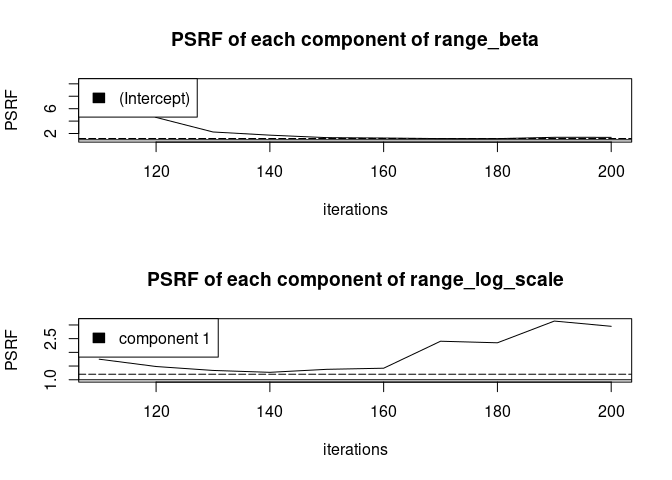 PSRF of each component of range_beta
PSRF
2 6
(Intercept)
120 140 160 180 200
iterations
PSRF of each component of range_log_scale
PSRF
1.0 2.5
component 1
120 140 160 180 200
iterations